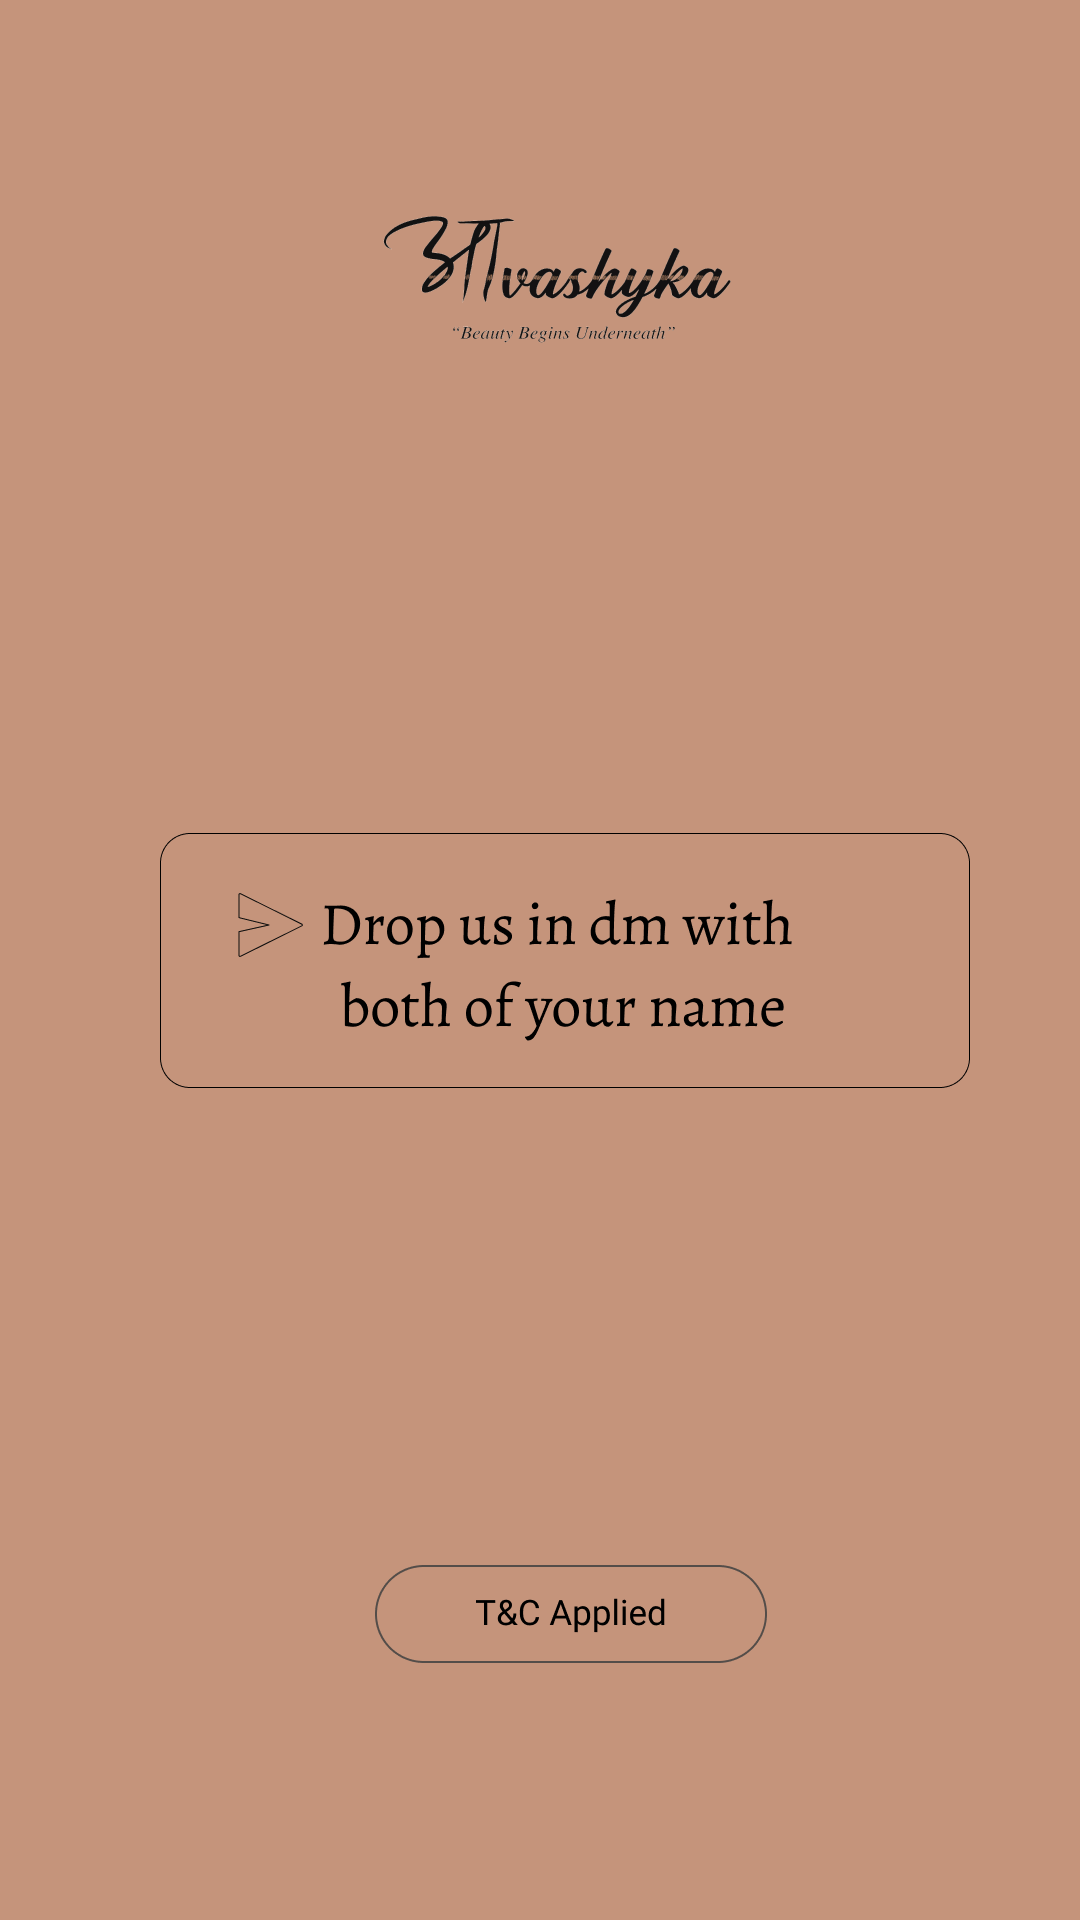 आvashyka
“Beauty Begins Underneath”
Drop us in dm with
both of your name
T&C Applied